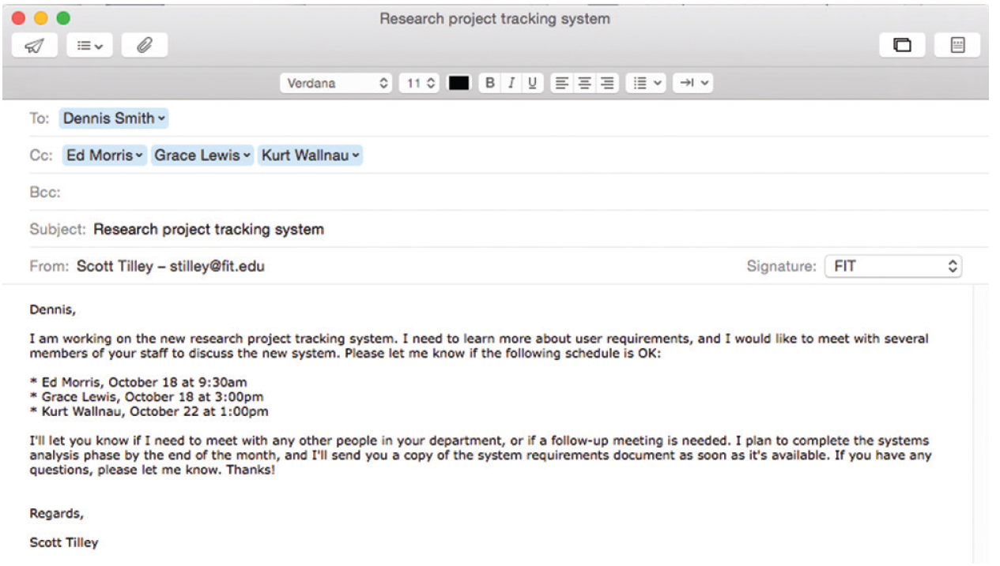 Research project tracking system
Verdana 11 B I U
To: Dennis Smith
Cc: Ed Morris Grace Lewis Kurt Wallnau
Bcc:
Subject: Research project tracking system
From: Scott Tilley – stilley@fit.edu Signature: FIT
Dennis,
I am working on the new research project tracking system. I need to learn more about user requirements, and I would like to meet with several
members of your staff to discuss the new system. Please let me know if the following schedule is OK:
* Ed Morris, October 18 at 9:30am
* Grace Lewis, October 18 at 3:00pm
* Kurt Wallnau, October 22 at 1:00pm
I'll let you know if I need to meet with any other people in your department, or if a follow-up meeting is needed. I plan to complete the systems
analysis phase by the end of the month, and I'll send you a copy of the system requirements document as soon as it's available. If you have any
questions, please let me know. Thanks!
Regards,
Scott Tilley